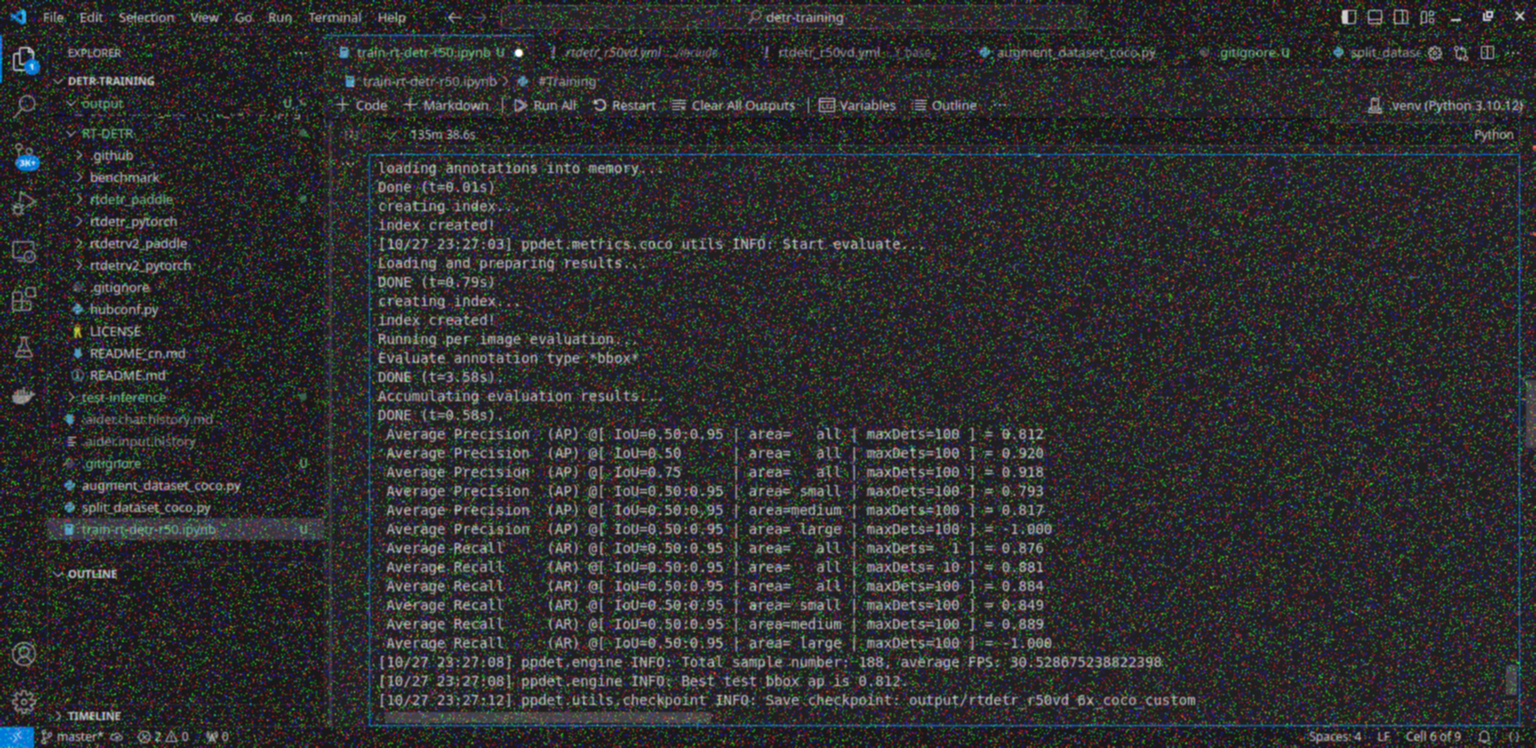 File Edit Selection View Go Run Terminal Help
detr-training
EXPLORER
DETR-TRAINING
output U
RT-DETR
.github
benchmark
rtdetr_paddle
rtdetr_pytorch
rtdetrv2_paddle
rtdetrv2_pytorch
.gitignore
hubconf.py
LICENSE
README_cn.md
README.md
test-inference
.aider.chat.history.md
.aider.input.history
.gitignore U
augment_dataset_coco.py
split_dataset_coco.py
train-rt-detr-r50.ipynb U
OUTLINE
TIMELINE
1
3K+
train-rt-detr-r50.ipynb U rtdetr_r50vd.yml .../include rtdetr_r50vd.yml augment_dataset_coco.py .gitignore U split_datase
train-rt-detr-r50.ipynb > #Training
+ Code + Markdown Run All Restart Clear All Outputs Variables Outline ... .venv (Python 3.10.12)
135m 38.6s Python
loading annotations into memory...
Done (t=0.01s)
creating index...
index created!
[10/27 23:27:03] ppdet.metrics.coco_utils INFO: Start evaluate...
Loading and preparing results...
DONE (t=0.79s)
creating index...
index created!
Running per image evaluation...
Evaluate annotation type *bbox*
DONE (t=3.58s).
Accumulating evaluation results...
DONE (t=0.58s).
Average Precision (AP) @[ IoU=0.50:0.95 | area= all | maxDets=100 ] = 0.812
Average Precision (AP) @[ IoU=0.50 | area= all | maxDets=100 ] = 0.920
Average Precision (AP) @[ IoU=0.75 | area= all | maxDets=100 ] = 0.918
Average Precision (AP) @[ IoU=0.50:0.95 | area= small | maxDets=100 ] = 0.793
Average Precision (AP) @[ IoU=0.50:0.95 | area=medium | maxDets=100 ] = 0.817
Average Precision (AP) @[ IoU=0.50:0.95 | area= large | maxDets=100 ] = -1.000
Average Recall (AR) @[ IoU=0.50:0.95 | area= all | maxDets= 1 ] = 0.876
Average Recall (AR) @[ IoU=0.50:0.95 | area= all | maxDets= 10 ] = 0.881
Average Recall (AR) @[ IoU=0.50:0.95 | area= all | maxDets=100 ] = 0.884
Average Recall (AR) @[ IoU=0.50:0.95 | area= small | maxDets=100 ] = 0.849
Average Recall (AR) @[ IoU=0.50:0.95 | area=medium | maxDets=100 ] = 0.889
Average Recall (AR) @[ IoU=0.50:0.95 | area= large | maxDets=100 ] = -1.000
[10/27 23:27:08] ppdet.engine INFO: Total sample number: 188, average FPS: 30.528675238822398
[10/27 23:27:08] ppdet.engine INFO: Best test bbox ap is 0.812.
[10/27 23:27:12] ppdet.utils.checkpoint INFO: Save checkpoint: output/rtdetr_r50vd_6x_coco_custom
master* 2 0 0 Spaces: 4 LF Cell 6 of 9